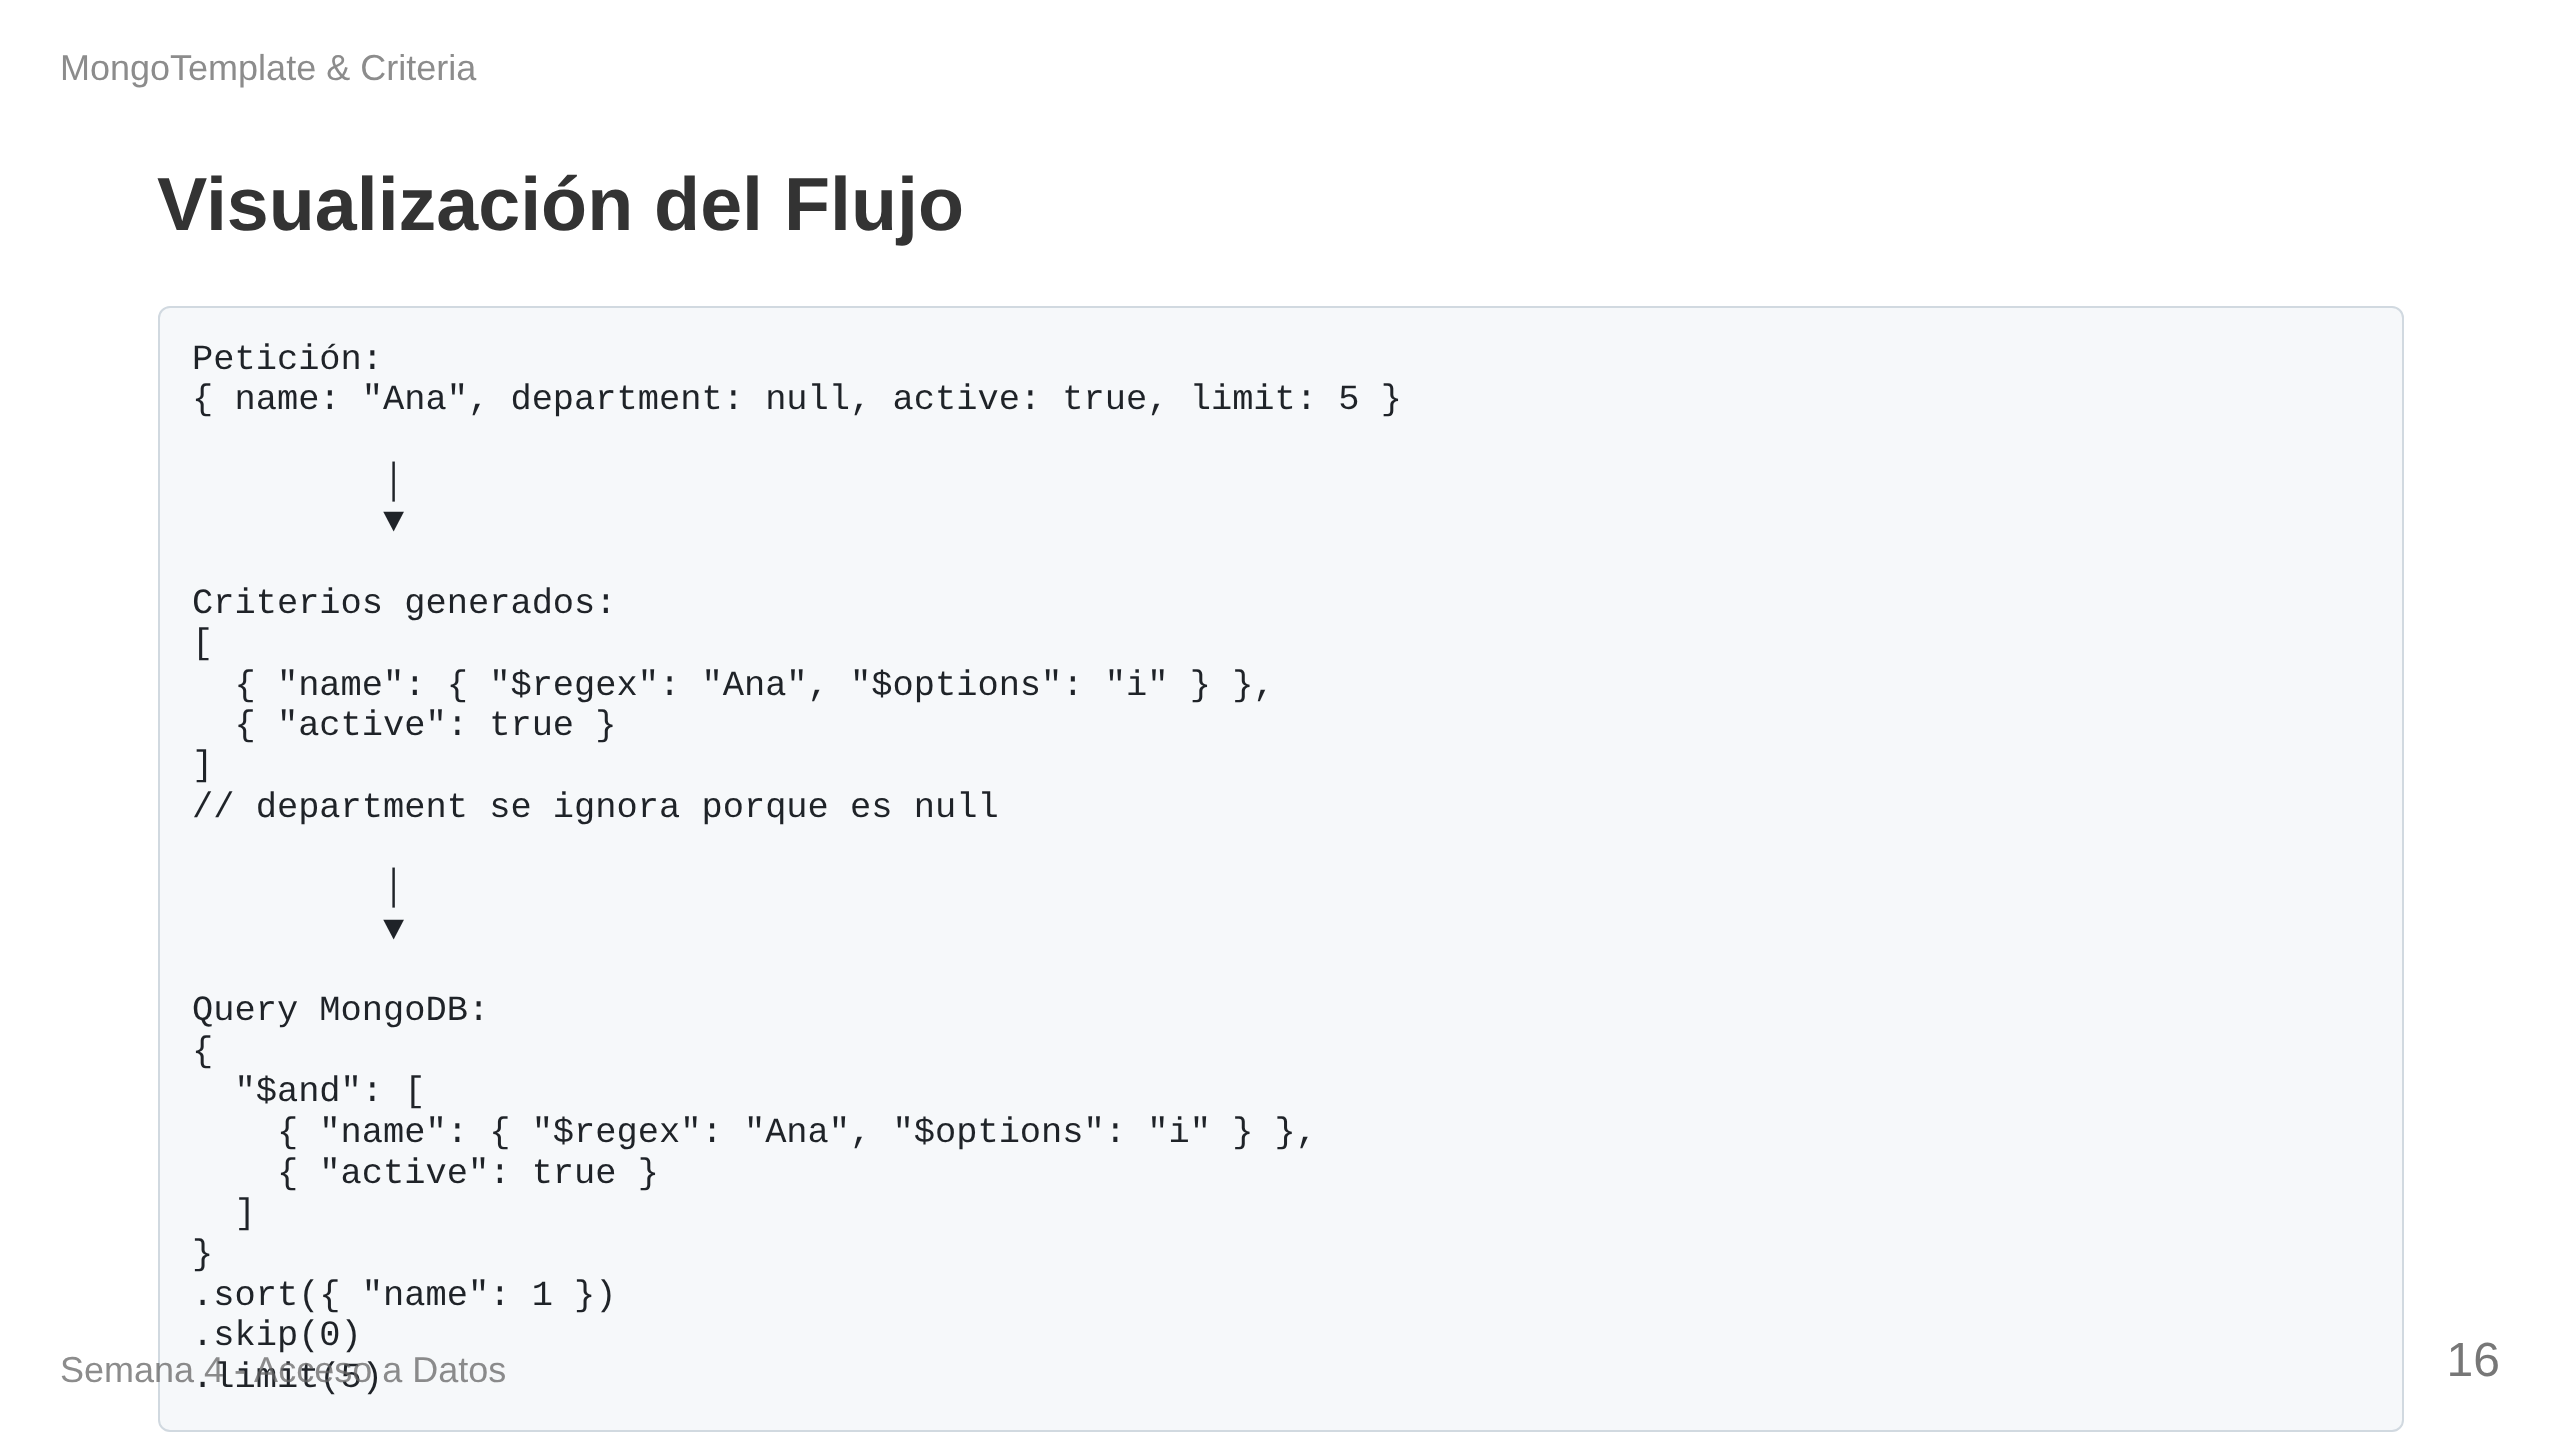 MongoTemplate & Criteria
Visualización del Flujo
Petición:
{ name: "Ana", department: null, active: true, limit: 5 }
│
▼
Criterios generados:
[
  { "name": { "$regex": "Ana", "$options": "i" } },
  { "active": true }
]
// department se ignora porque es null
│
▼
Query MongoDB:
{
  "$and": [
    { "name": { "$regex": "Ana", "$options": "i" } },
    { "active": true }
  ]
}
.sort({ "name": 1 })
.skip(0)
.limit(5)
Semana 4 - Acceso a Datos
16